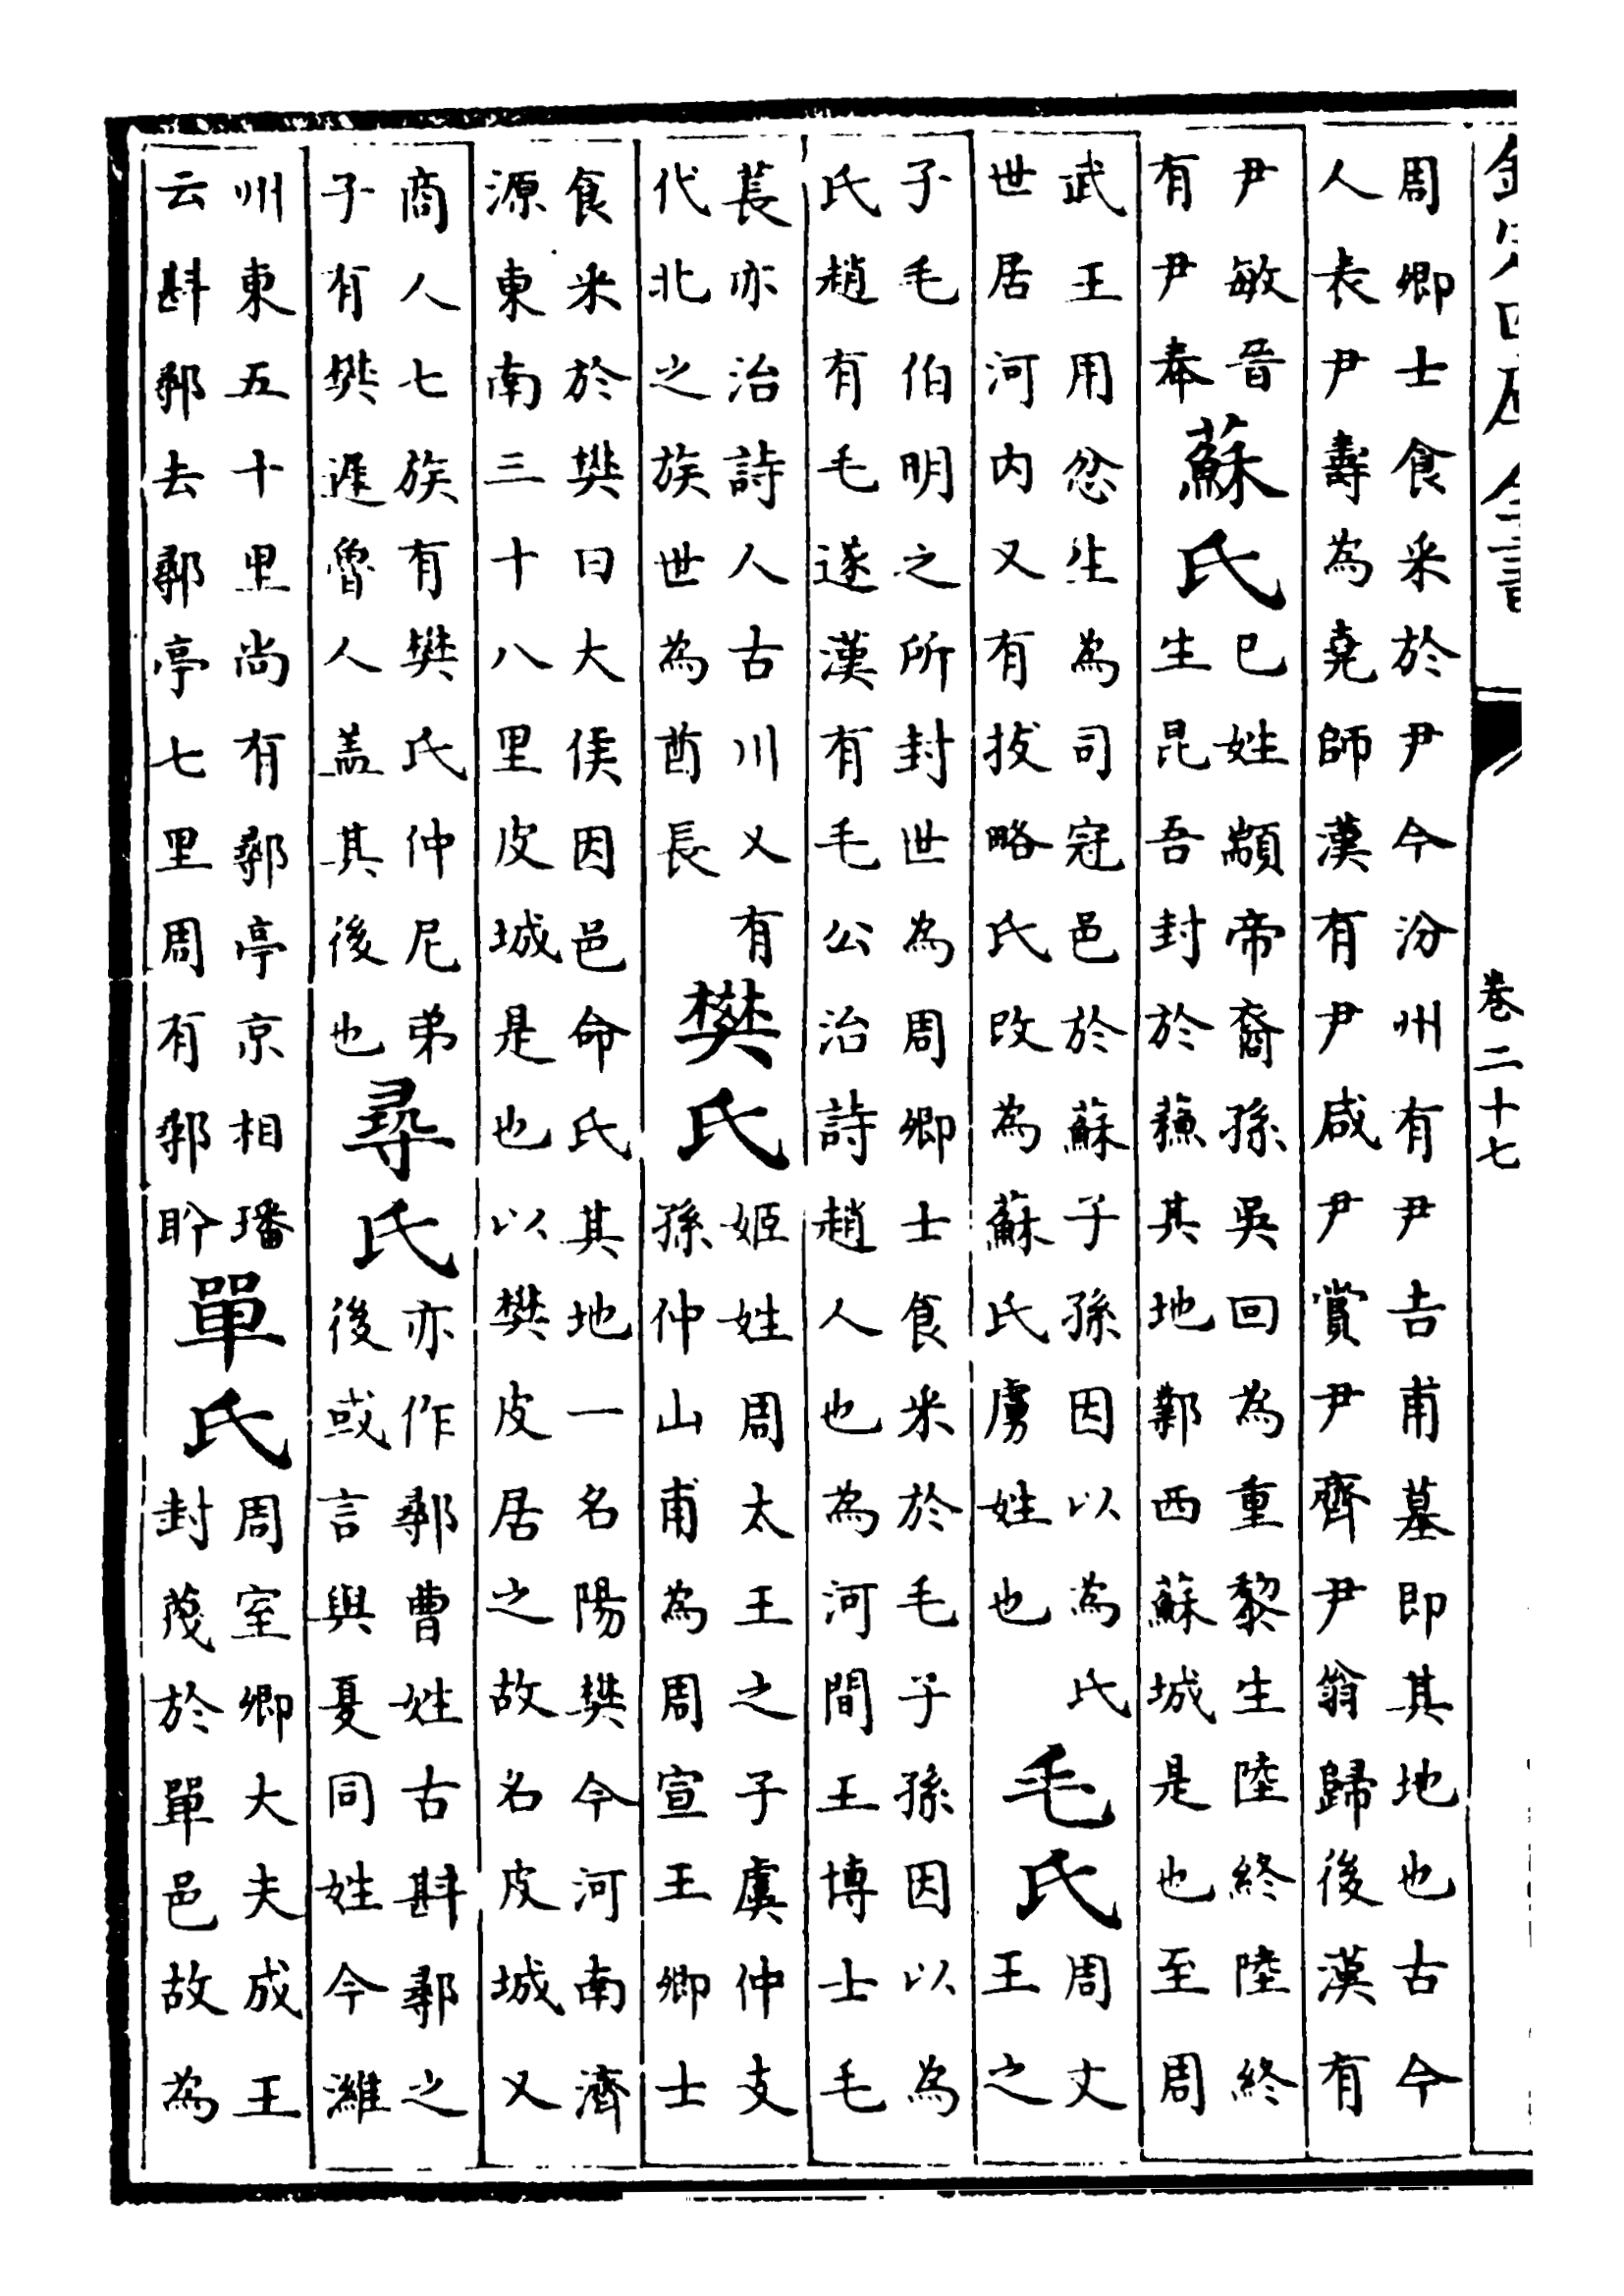 欽定四庫全書
卷二十七
周卿士食采於尹今汾州有尹吉甫墓即其地也古今
人表尹壽為堯師漢有尹咸尹賞尹齊尹翁歸後漢有
尹敏晉
有尹奉
蘇氏
巳姓顓帝裔孫吳回為重黎生陸終陸終
生昆吾封於蘓其地鄴西蘇城是也至周
武王用忿生為司冦邑於蘇子孫因以為氏
世居河内又有拔略氏改為蘇氏虜姓也
毛氏
周文
王之
子毛伯明之所封世為周卿士食采於毛子孫因以為
氏趙有毛遂漢有毛公治詩趙人也為河間王博士毛
萇亦治詩人古川又有
代北之族世為酋長
樊氏
姬姓周太王之子虞仲支
孫仲山甫為周宣王卿士
食采於樊曰大侯因邑命氏其地一名陽樊今河南濟
源東南三十八里皮城是也以樊皮居之故名皮城又
商人七族有樊氏仲尼弟
子有樊遲魯人盖其後也
尋氏
亦作鄩曹姓古斟鄩之
後或言與夏同姓今濰
州東五十里尚有鄩亭京相璠
云斟鄩去鄩亭七里周有鄩肹
單氏
周室卿大夫成王
封蔑於單邑故為